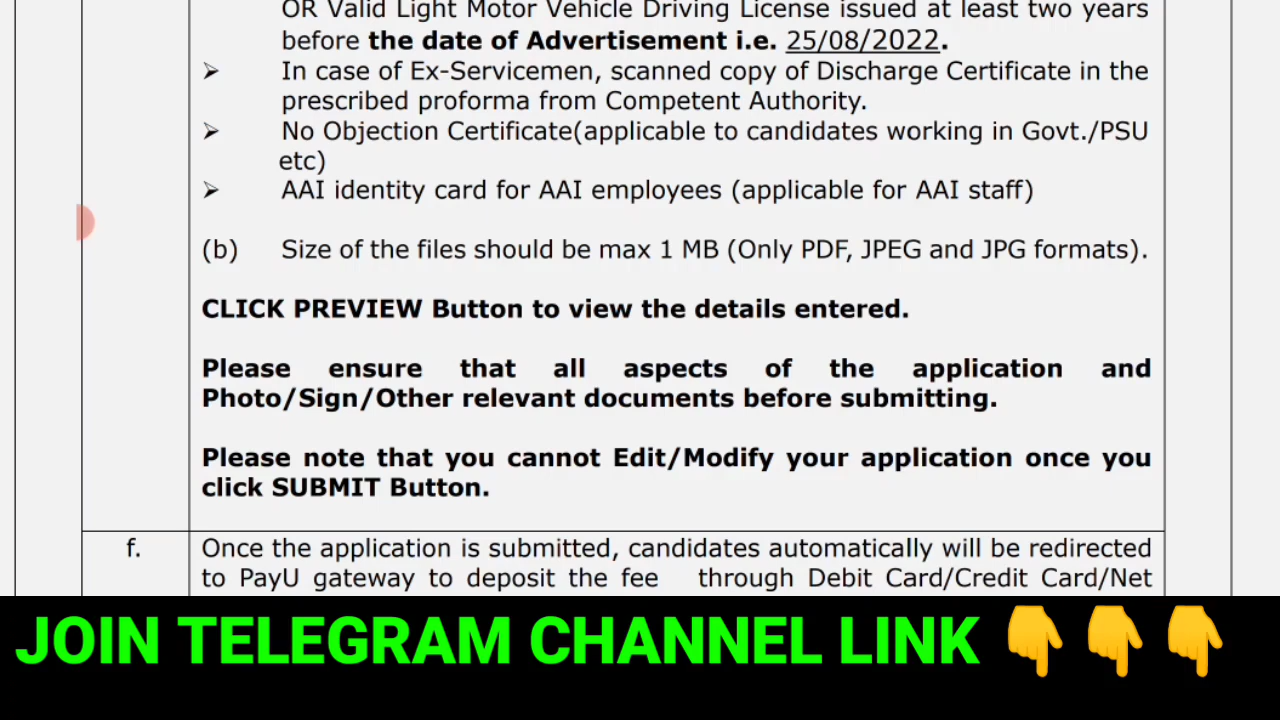 OR Valid Light Motor Vehicle Driving License issued at least two years
before the date of Advertisement i.e. 25/08/2022.
➢ In case of Ex-Servicemen, scanned copy of Discharge Certificate in the
prescribed proforma from Competent Authority.
➢ No Objection Certificate(applicable to candidates working in Govt./PSU
etc)
➢ AAI identity card for AAI employees (applicable for AAI staff)
(b) Size of the files should be max 1 MB (Only PDF, JPEG and JPG formats).
CLICK PREVIEW Button to view the details entered.
Please ensure that all aspects of the application and
Photo/Sign/Other relevant documents before submitting.
Please note that you cannot Edit/Modify your application once you
click SUBMIT Button.
f. Once the application is submitted, candidates automatically will be redirected
to PayU gateway to deposit the fee through Debit Card/Credit Card/Net
JOIN TELEGRAM CHANNEL LINK 👇👇👇